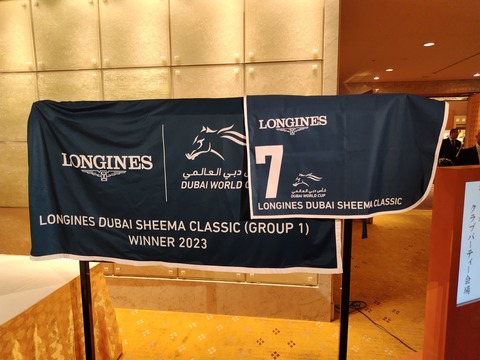 LONGINES
كأس دبي العالمي
DUBAI WORLD CUP
LONGINES DUBAI SHEEMA CLASSIC (GROUP 1)
WINNER 2023
LONGINES
7
كأس دبي العالمي
DUBAI WORLD CUP
LONGINES DUBAI SHEEMA CLASSIC
クラブパーティー会場